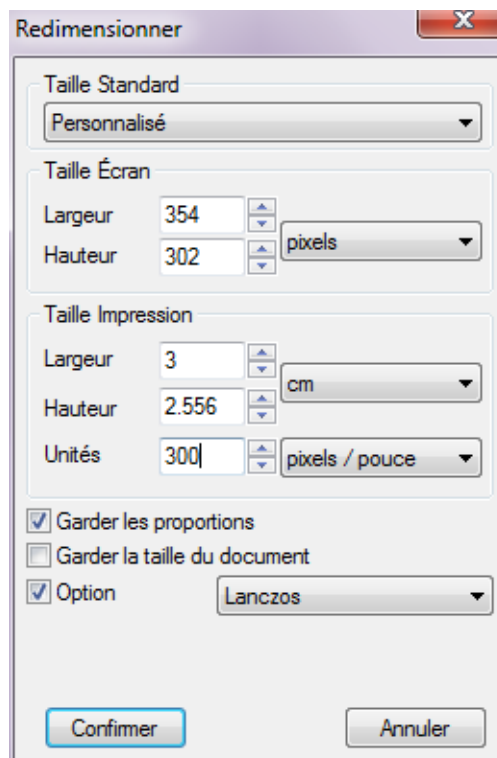 Redimensionner
Taille Standard
Personnalisé
Taille Écran
Largeur 354
pixels
Hauteur 302
Taille Impression
Largeur 3
cm
Hauteur 2.556
Unités 300 pixels / pouce
Garder les proportions
Garder la taille du document
Option Lanczos
Confirmer Annuler